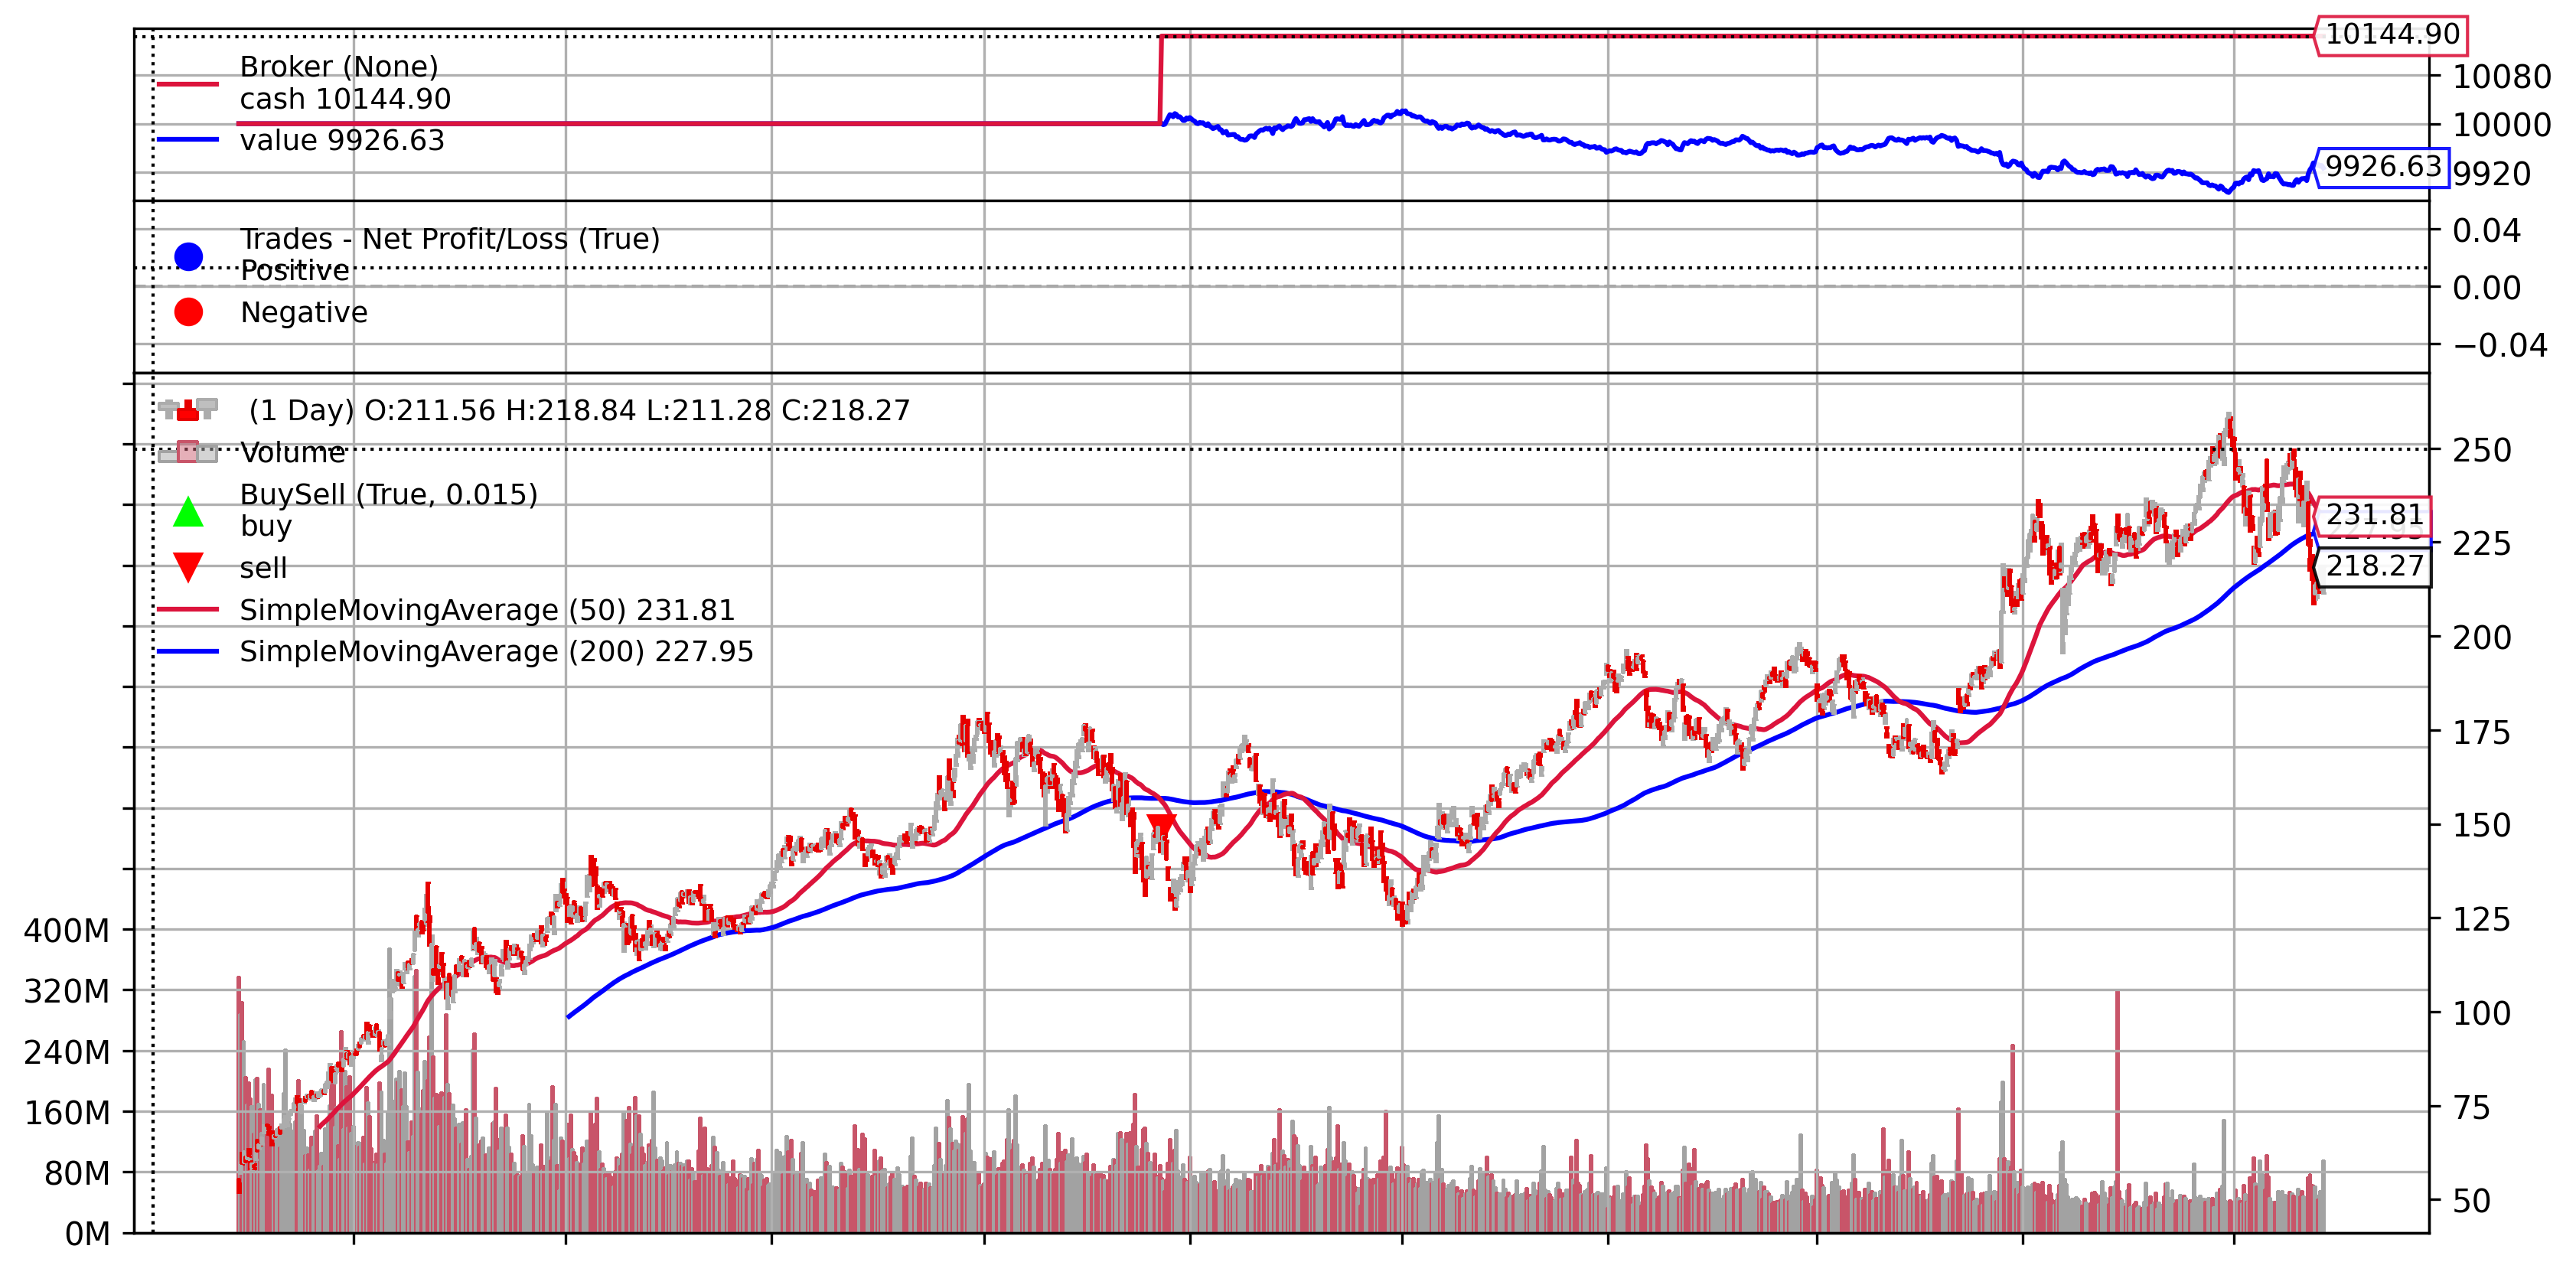 10144.90
Broker (None)
cash 10144.90
value 9926.63
10080
10000
9926.63
9920
Trades - Net Profit/Loss (True)
Positive
Negative
0.04
0.00
−0.04
(1 Day) O:211.56 H:218.84 L:211.28 C:218.27
Volume
BuySell (True, 0.015)
buy
sell
SimpleMovingAverage (50) 231.81
SimpleMovingAverage (200) 227.95
250
231.81
227.95
225
218.27
200
175
150
125
100
75
50
400M
320M
240M
160M
80M
0M